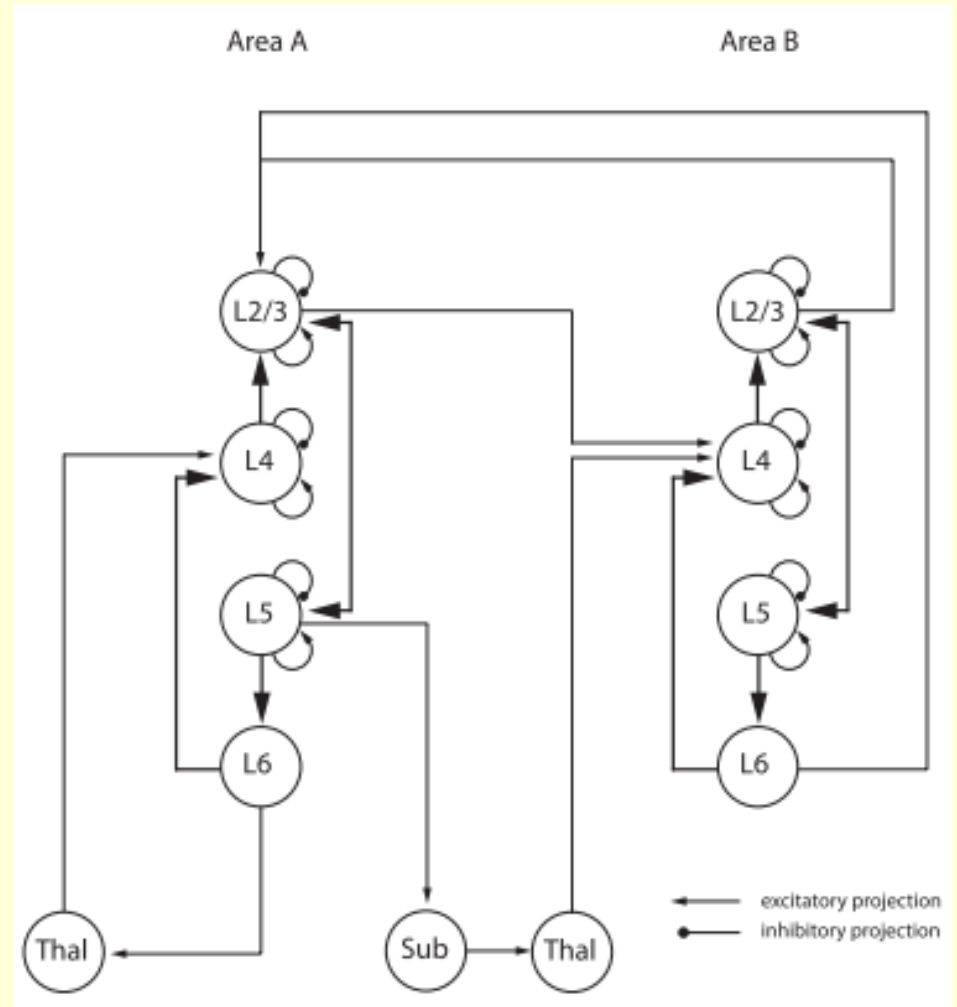 Area A
Area B
L2/3
L2/3
L4
L4
L5
L5
L6
L6
excitatory projection
inhibitory projection
Thal
Sub
Thal